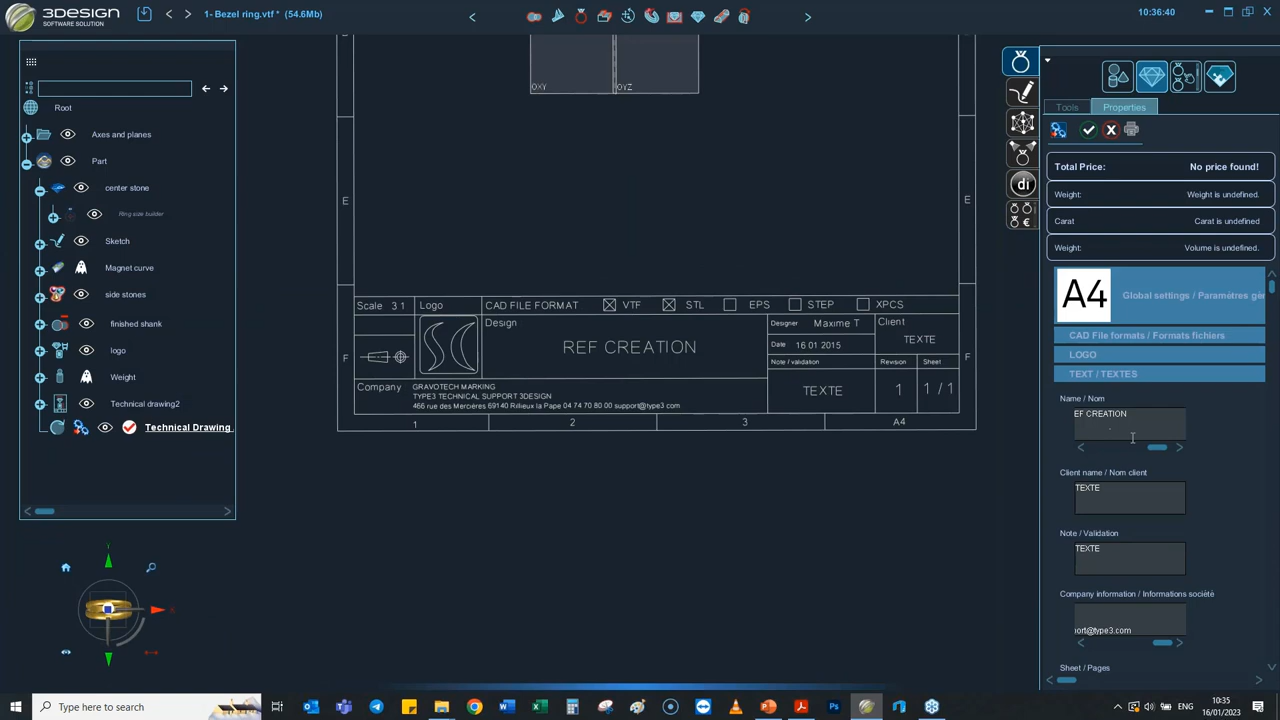 3DESIGN
SOFTWARE SOLUTION
1- Bezel ring.vtf * (54.6Mb)
10:36:40
Root
Axes and planes
Part
center stone
Ring size builder
Sketch
Magnet curve
side stones
finished shank
logo
Weight
Technical drawing2
Technical Drawing
OXY
OYZ
E
E
Scale 3 1
Logo
CAD FILE FORMAT
VTF
STL
EPS
STEP
XPCS
Design
REF CREATION
Designer
Maxime T
Date
16 01 2015
Client
TEXTE
Note / validation
TEXTE
Revision
1
Sheet
1 / 1
F
F
Company
GRAVOTECH MARKING
TYPE3 TECHNICAL SUPPORT 3DESIGN
466 rue des Mercières 69140 Rillieux la Pape 04 74 70 80 00 support@type3.com
1
2
3
A4
di
Tools
Properties
Total Price:
No price found!
Weight:
Weight is undefined.
Carat
Carat is undefined
Weight:
Volume is undefined.
A4
Global settings / Paramètres gé
CAD File formats / Formats fichiers
LOGO
TEXT / TEXTES
Name / Nom
EF CREATION
Client name / Nom client
TEXTE
Note / Validation
TEXTE
Company information / Informations société
ort@type3.com
Sheet / Pages
Type here to search
ENG
10:35
16/01/2023